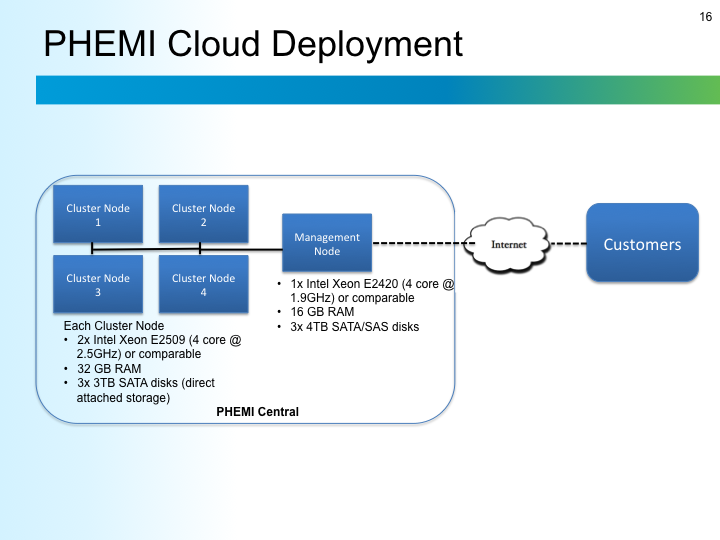 16
PHEMI Cloud Deployment
Cluster Node
1
Cluster Node
2
Management
Node
Internet
Customers
Cluster Node
3
Cluster Node
4
• 1x Intel Xeon E2420 (4 core @
1.9GHz) or comparable
• 16 GB RAM
• 3x 4TB SATA/SAS disks
Each Cluster Node
• 2x Intel Xeon E2509 (4 core @
2.5GHz) or comparable
• 32 GB RAM
• 3x 3TB SATA disks (direct
attached storage)
PHEMI Central